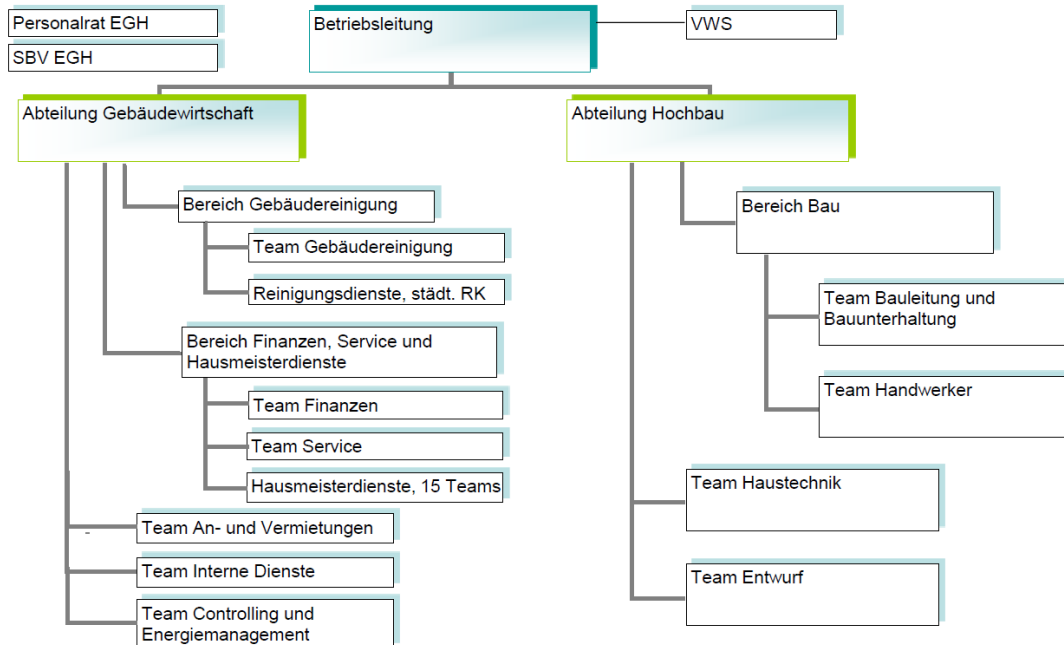 Personalrat EGH
SBV EGH
Betriebsleitung
VWS
Abteilung Gebäudewirtschaft
Bereich Gebäudereinigung
Team Gebäudereinigung
Reinigungsdienste, städt. RK
Bereich Finanzen, Service und
Hausmeisterdienste
Team Finanzen
Team Service
Hausmeisterdienste, 15 Teams
Team An- und Vermietungen
Team Interne Dienste
Team Controlling und
Energiemanagement
Abteilung Hochbau
Bereich Bau
Team Bauleitung und
Bauunterhaltung
Team Handwerker
Team Haustechnik
Team Entwurf